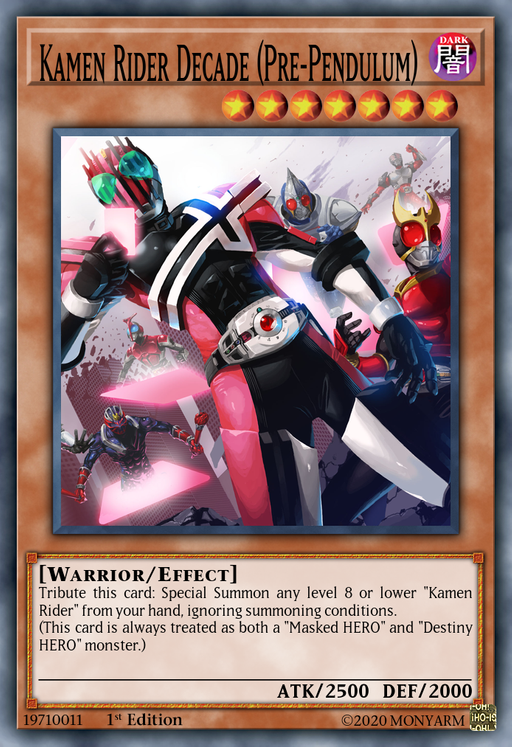 Kamen Rider Decade (Pre-Pendulum)
DARK
闇
[Warrior/Effect]
Tribute this card: Special Summon any level 8 or lower "Kamen
Rider" from your hand, ignoring summoning conditions.
(This card is always treated as both a "Masked HERO" and "Destiny
HERO" monster.)
ATK/2500 DEF/2000
19710011 1st Edition ©2020 MONYARM